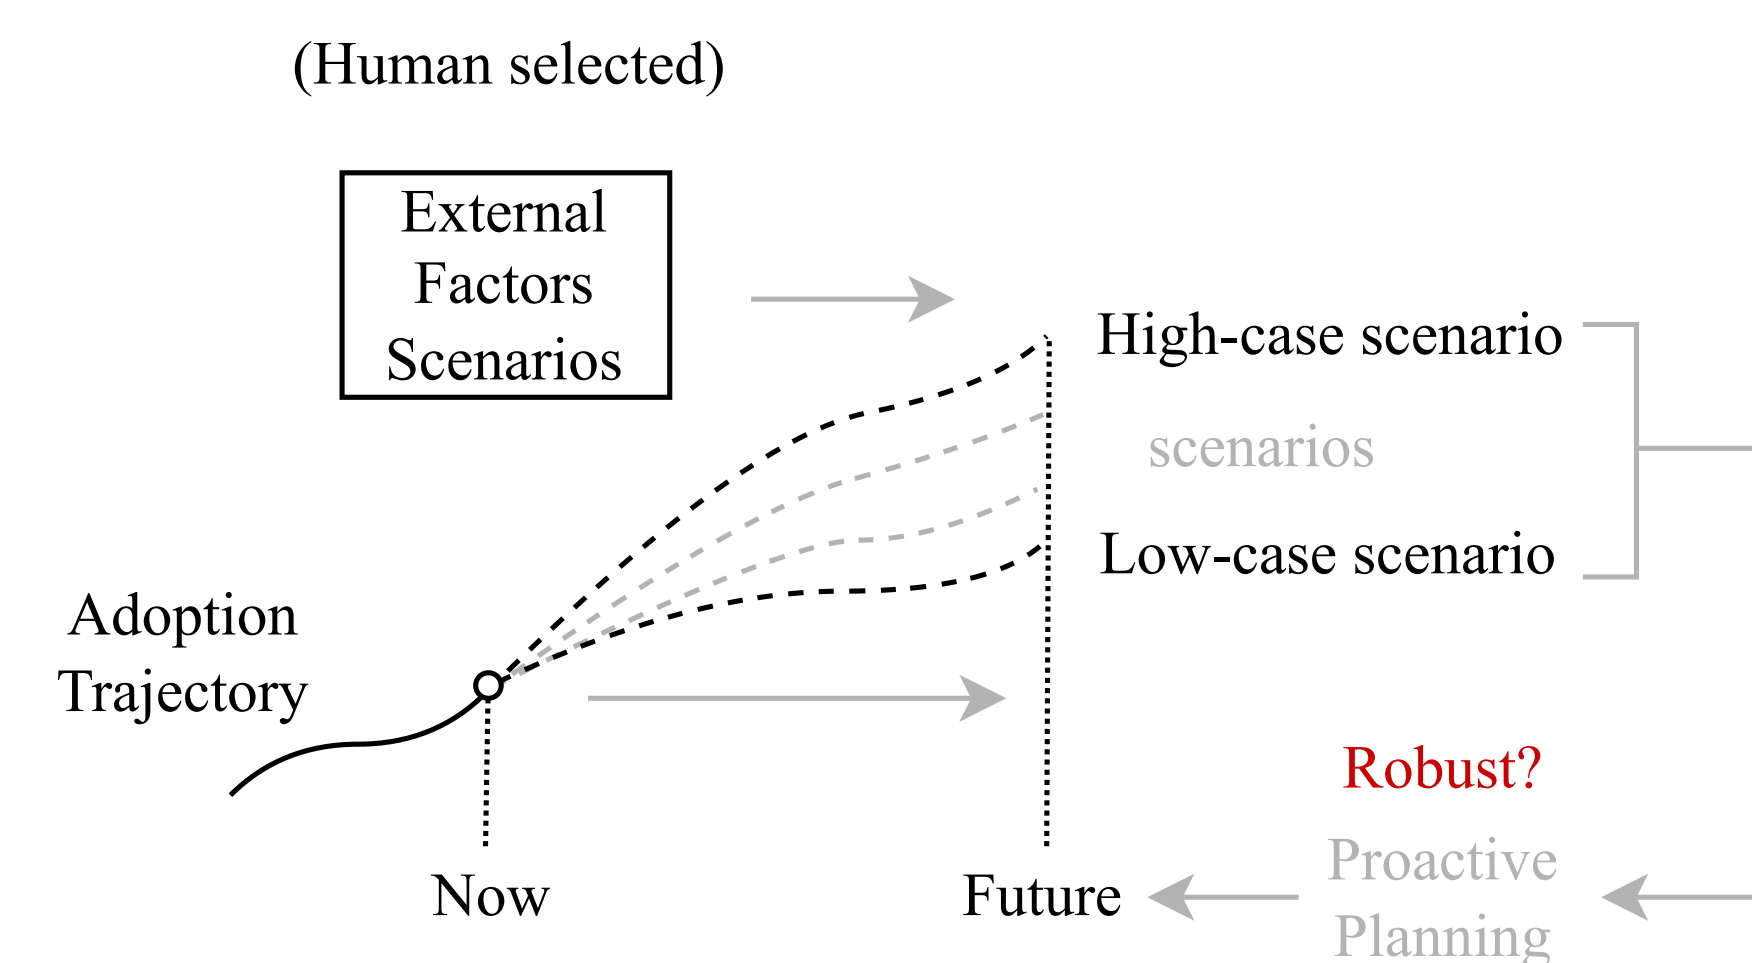 (Human selected)
External
Factors
Scenarios
High-case scenario
scenarios
Low-case scenario
Adoption
Trajectory
Robust?
Proactive
Planning
Now
Future